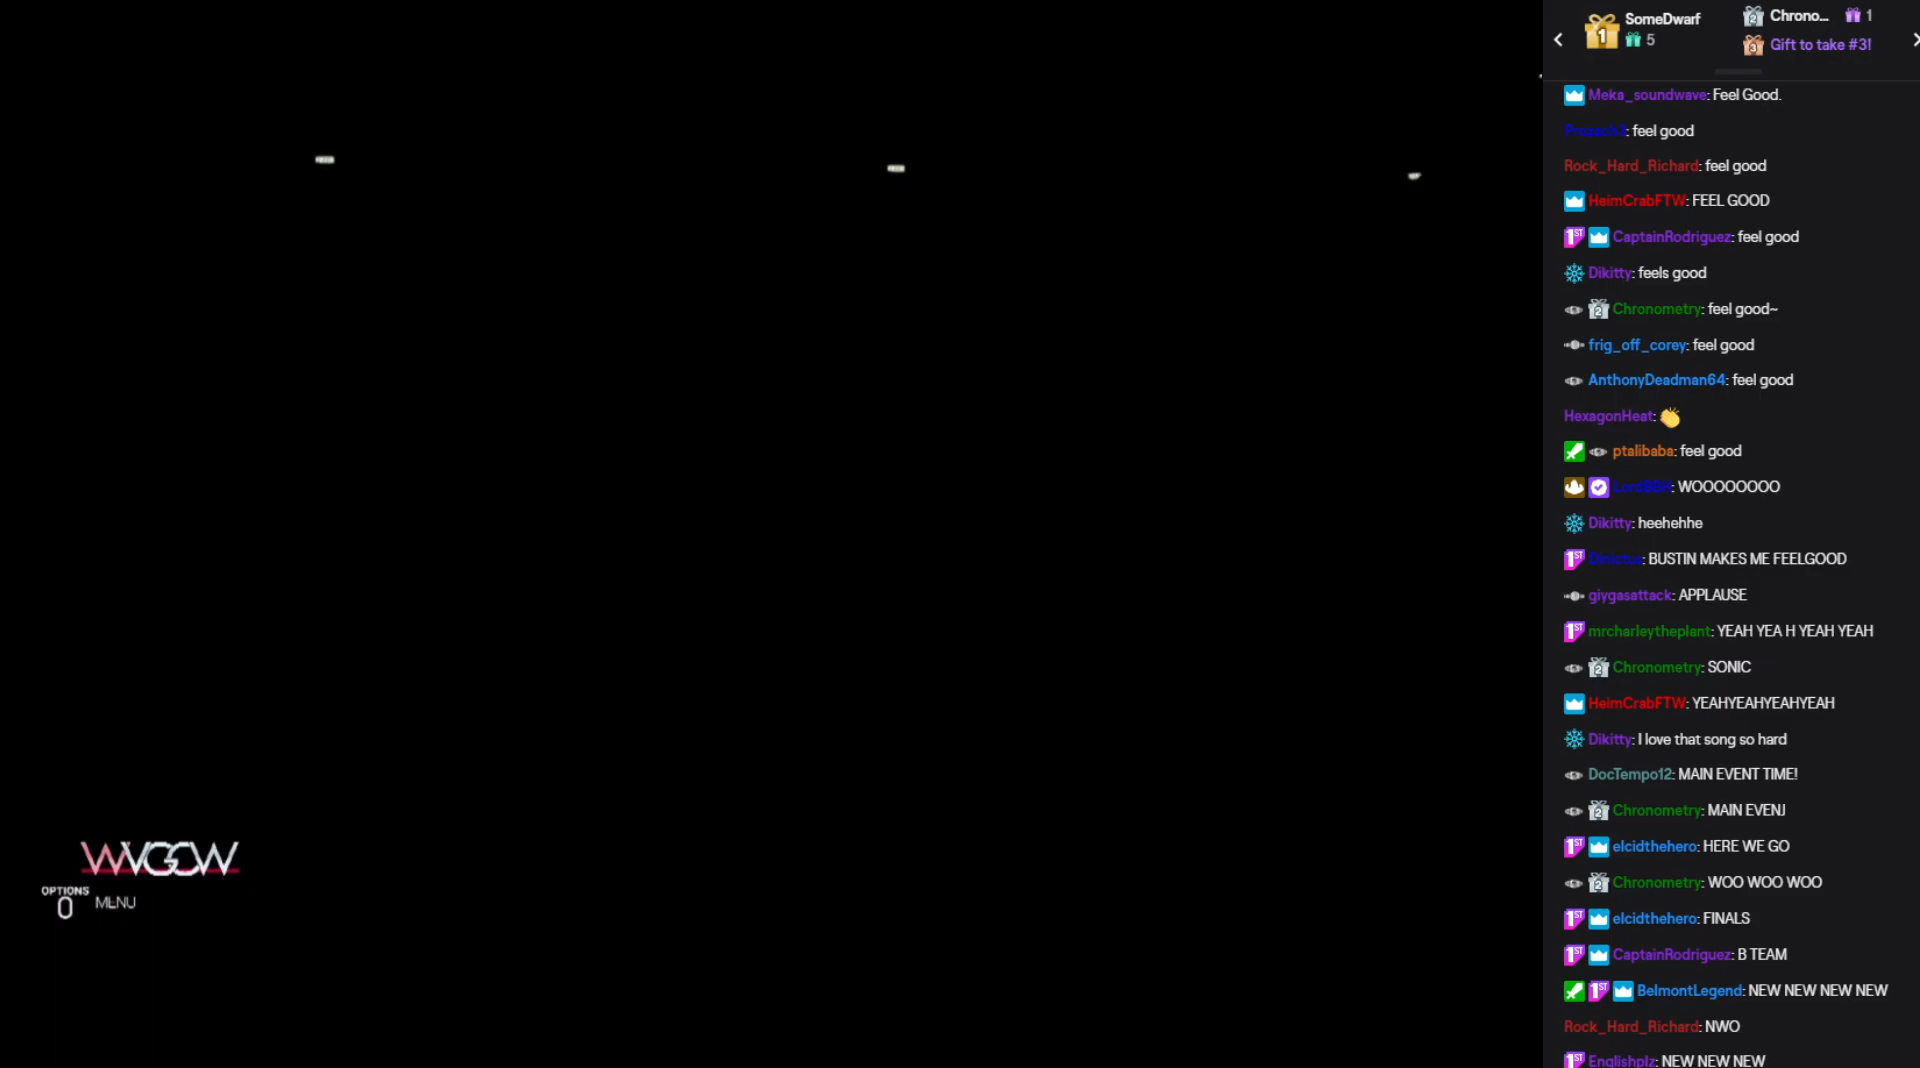 SomeDwarf
5
Chrono... 1
Gift to take #3!
Meka_soundwave: Feel Good.
Prozach3: feel good
Rock_Hard_Richard: feel good
HeimCrabFTW: FEEL GOOD
CaptainRodriguez: feel good
Dikitty: feels good
Chronometry: feel good~
frig_off_corey: feel good
AnthonyDeadman64: feel good
HexagonHeat:
ptalibaba: feel good
LordBBH: WOOOOOOOO
Dikitty: heehehhe
Dinictus: BUSTIN MAKES ME FEELGOOD
giygasattack: APPLAUSE
mrcharleytheplant: YEAH YEA H YEAH YEAH
Chronometry: SONIC
HeimCrabFTW: YEAHYEAHYEAHYEAH
Dikitty: I love that song so hard
DocTempo12: MAIN EVENT TIME!
Chronometry: MAIN EVENJ
elcidthehero: HERE WE GO
Chronometry: WOO WOO WOO
elcidthehero: FINALS
CaptainRodriguez: B TEAM
BelmontLegend: NEW NEW NEW NEW
Rock_Hard_Richard: NWO
Englishplz: NEW NEW NEW
VGCW
OPTIONS
MENU